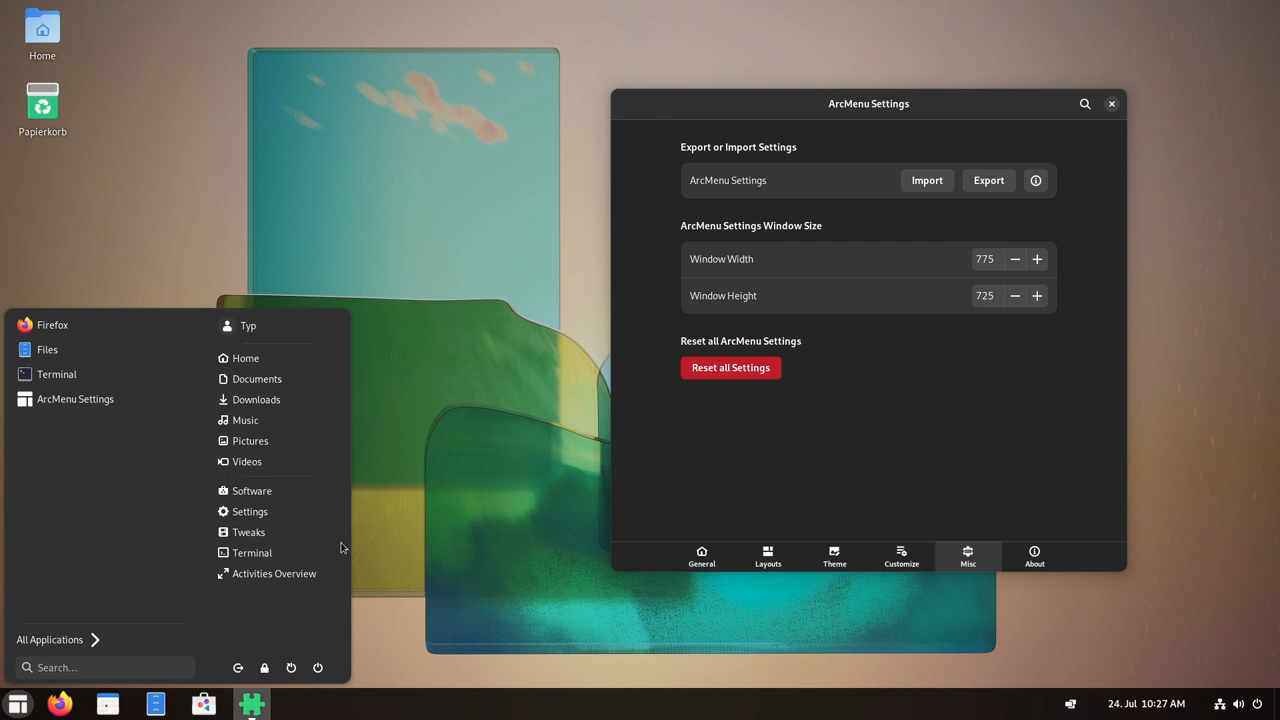 Home
Papierkorb
ArcMenu Settings
Export or Import Settings
ArcMenu Settings
Import
Export
ArcMenu Settings Window Size
Window Width
775
Window Height
725
Reset all ArcMenu Settings
Reset all Settings
General
Layouts
Theme
Customize
Misc
About
Firefox
Files
Terminal
ArcMenu Settings
All Applications
Search...
Typ
Home
Documents
Downloads
Music
Pictures
Videos
Software
Settings
Tweaks
Terminal
Activities Overview
24. Jul 10:27 AM